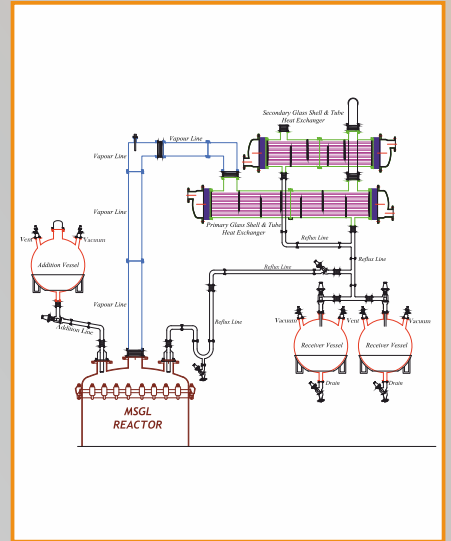 Secondary Glass Shell & Tube
Heat Exchanger
Vapour Line
Vapour Line
Vapour Line
Primary Glass Shell & Tube
Heat Exchanger
Vent
Vacuum
Reflux Line
Addition Vessel
Reflux Line
Reflux Line
Vapour Line
Addition Line
Reflux Line
Vacuum
Vent
Vacuum
Receiver Vessel
Receiver Vessel
Drain
Drain
MSGL
REACTOR